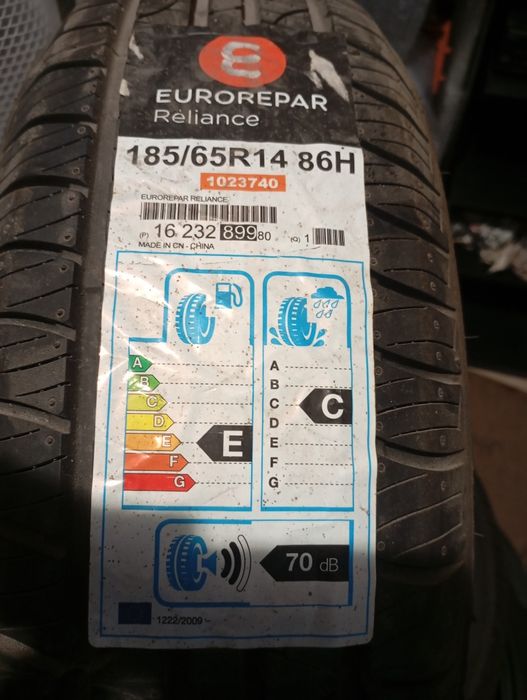 EUROREPAR
Rèliance
185/65R14 86H
1023740
EUROREPAR RELIANCE
(P) 16 232 899 80 (Q) 1
MADE IN CN - CHINA
A
B
C
D
E
F
G
E
A
B
C
D
E
F
G
C
70 dB
1222/2009